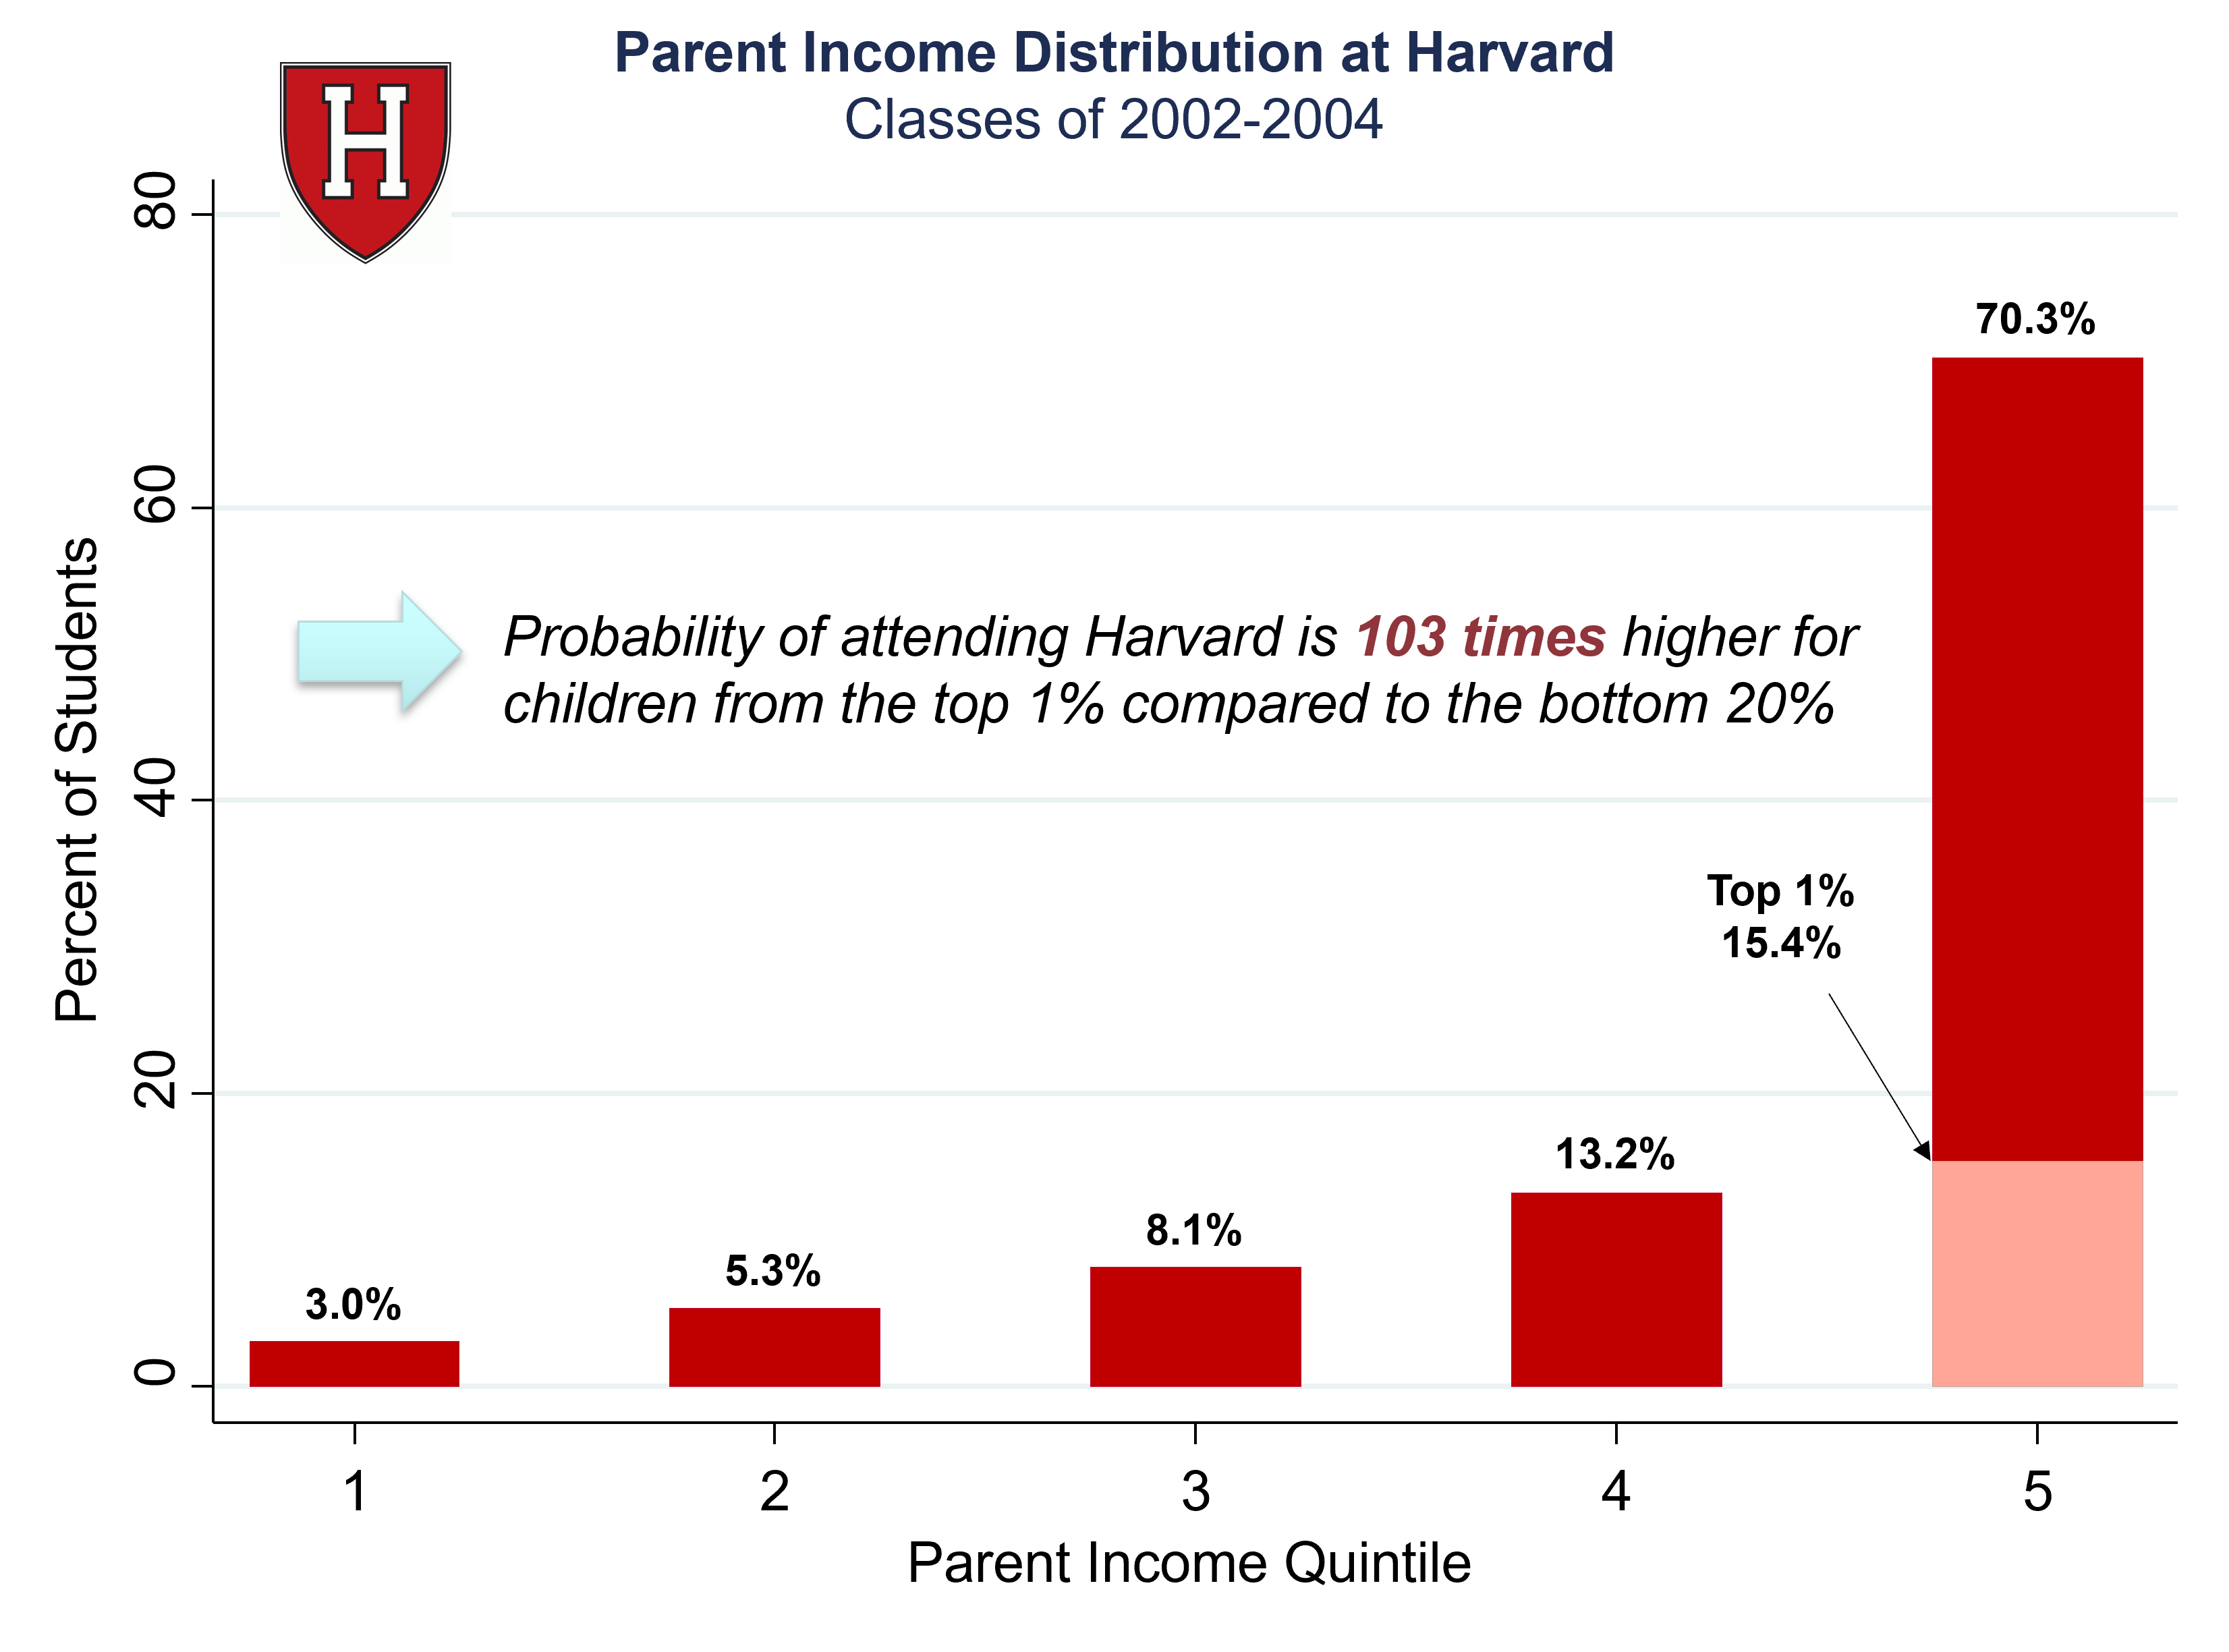 Parent Income Distribution at Harvard
Classes of 2002-2004
H
80
60
40
20
0
Percent of Students
Probability of attending Harvard is 103 times higher for
children from the top 1% compared to the bottom 20%
3.0%
5.3%
8.1%
13.2%
70.3%
Top 1%
15.4%
1
2
3
4
5
Parent Income Quintile